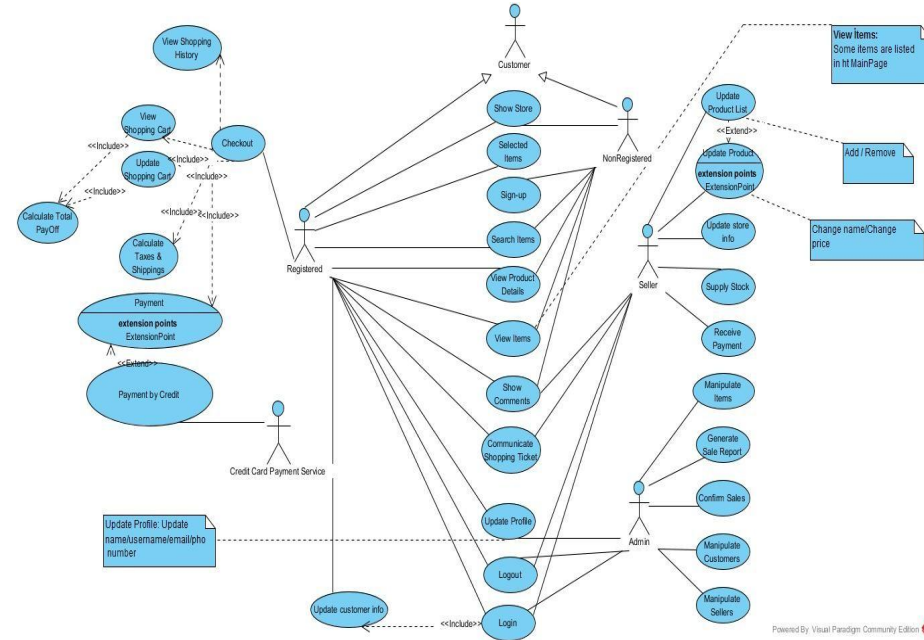 Customer
View Items:
Some items are listed
in ht MainPage
View Shopping
History
Update
Product List
<<Extend>>
Show Store
NonRegistered
View
Shopping Cart
Checkout
<<Include>>
Update
Shopping Cart
<<Include>>
<<Include>>
Selected
Items
Update Product
extension points
ExtensionPoint
Add / Remove
Sign-up
Calculate Total
PayOff
<<Include>>
<<Include>>
Registered
Search Items
Update store
info
Change name/Change
price
Calculate
Taxes &
Shippings
View Product
Details
Seller
Supply Stock
Payment
extension points
ExtensionPoint
View Items
Receive
Payment
<<Extend>>
Payment by Credit
Show
Comments
Manipulate
Items
Communicate
Shopping Ticket
Generate
Sale Report
Credit Card Payment Service
Confirm Sales
Update Profile: Update
name/username/email/pho
number
Update Profile
Admin
Manipulate
Customers
Logout
Manipulate
Sellers
Update customer info
<<Include>>
Login
Powered By Visual Paradigm Community Edition